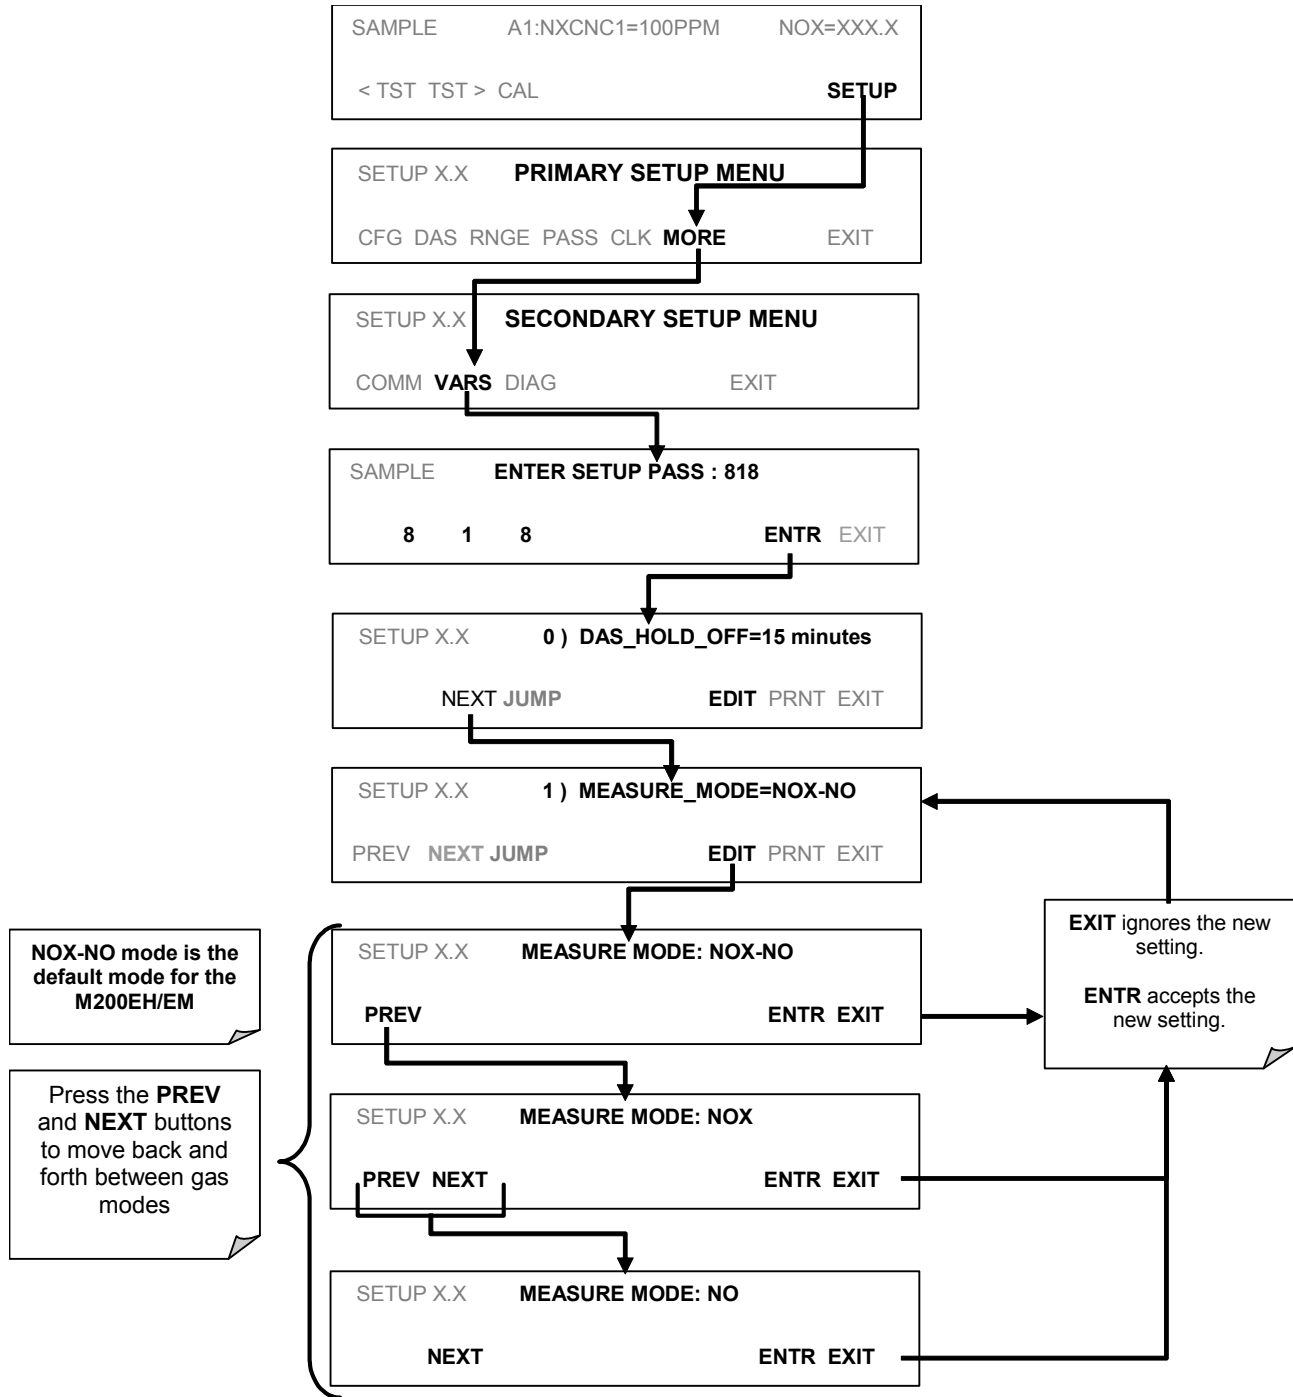 SAMPLE A1:NXCNC1=100PPM NOX=XXX.X
< TST TST > CAL SETUP
SETUP X.X PRIMARY SETUP MENU
CFG DAS RNGE PASS CLK MORE EXIT
SETUP X.X SECONDARY SETUP MENU
COMM VARS DIAG EXIT
SAMPLE ENTER SETUP PASS : 818
8 1 8 ENTR EXIT
SETUP X.X 0 ) DAS_HOLD_OFF=15 minutes
NEXT JUMP EDIT PRNT EXIT
SETUP X.X 1 ) MEASURE_MODE=NOX-NO
PREV NEXT JUMP EDIT PRNT EXIT
NOX-NO mode is the
default mode for the
M200EH/EM
SETUP X.X MEASURE MODE: NOX-NO
PREV ENTR EXIT
EXIT ignores the new
setting.
ENTR accepts the
new setting.
Press the PREV
and NEXT buttons
to move back and
forth between gas
modes
SETUP X.X MEASURE MODE: NOX
PREV NEXT ENTR EXIT
SETUP X.X MEASURE MODE: NO
NEXT ENTR EXIT